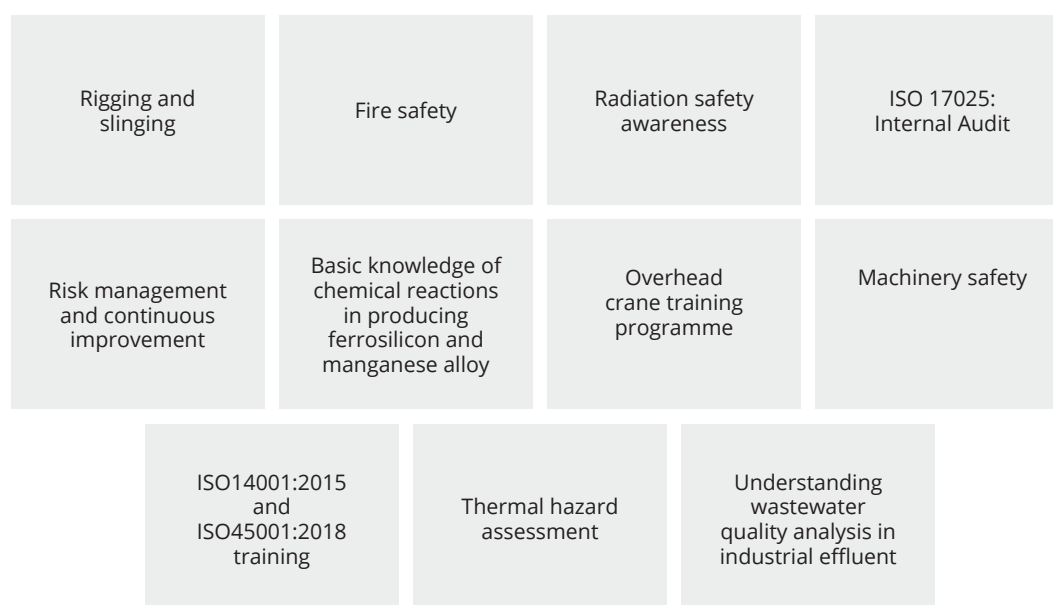 Rigging and
slinging
Fire safety
Radiation safety
awareness
ISO 17025:
Internal Audit
Risk management
and continuous
improvement
Basic knowledge of
chemical reactions
in producing
ferrosilicon and
manganese alloy
Overhead
crane training
programme
Machinery safety
ISO14001:2015
and
ISO45001:2018
training
Thermal hazard
assessment
Understanding
wastewater
quality analysis in
industrial effluent